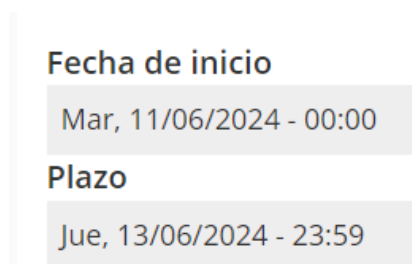 Fecha de inicio
Mar, 11/06/2024 - 00:00
Plazo
Jue, 13/06/2024 - 23:59